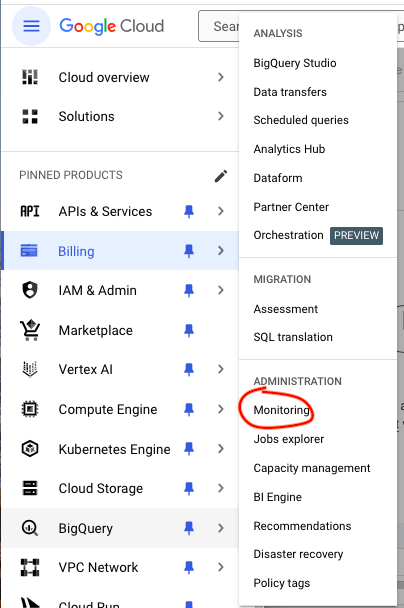 Google Cloud
Sear
Cloud overview
Solutions
PINNED PRODUCTS
API APIs & Services
Billing
IAM & Admin
Marketplace
Vertex AI
Compute Engine
Kubernetes Engine
Cloud Storage
BigQuery
VPC Network
Cloud Run
ANALYSIS
BigQuery Studio
Data transfers
Scheduled queries
Analytics Hub
Dataform
Partner Center
Orchestration PREVIEW
MIGRATION
Assessment
SQL translation
ADMINISTRATION
Monitoring
Jobs explorer
Capacity management
BI Engine
Recommendations
Disaster recovery
Policy tags